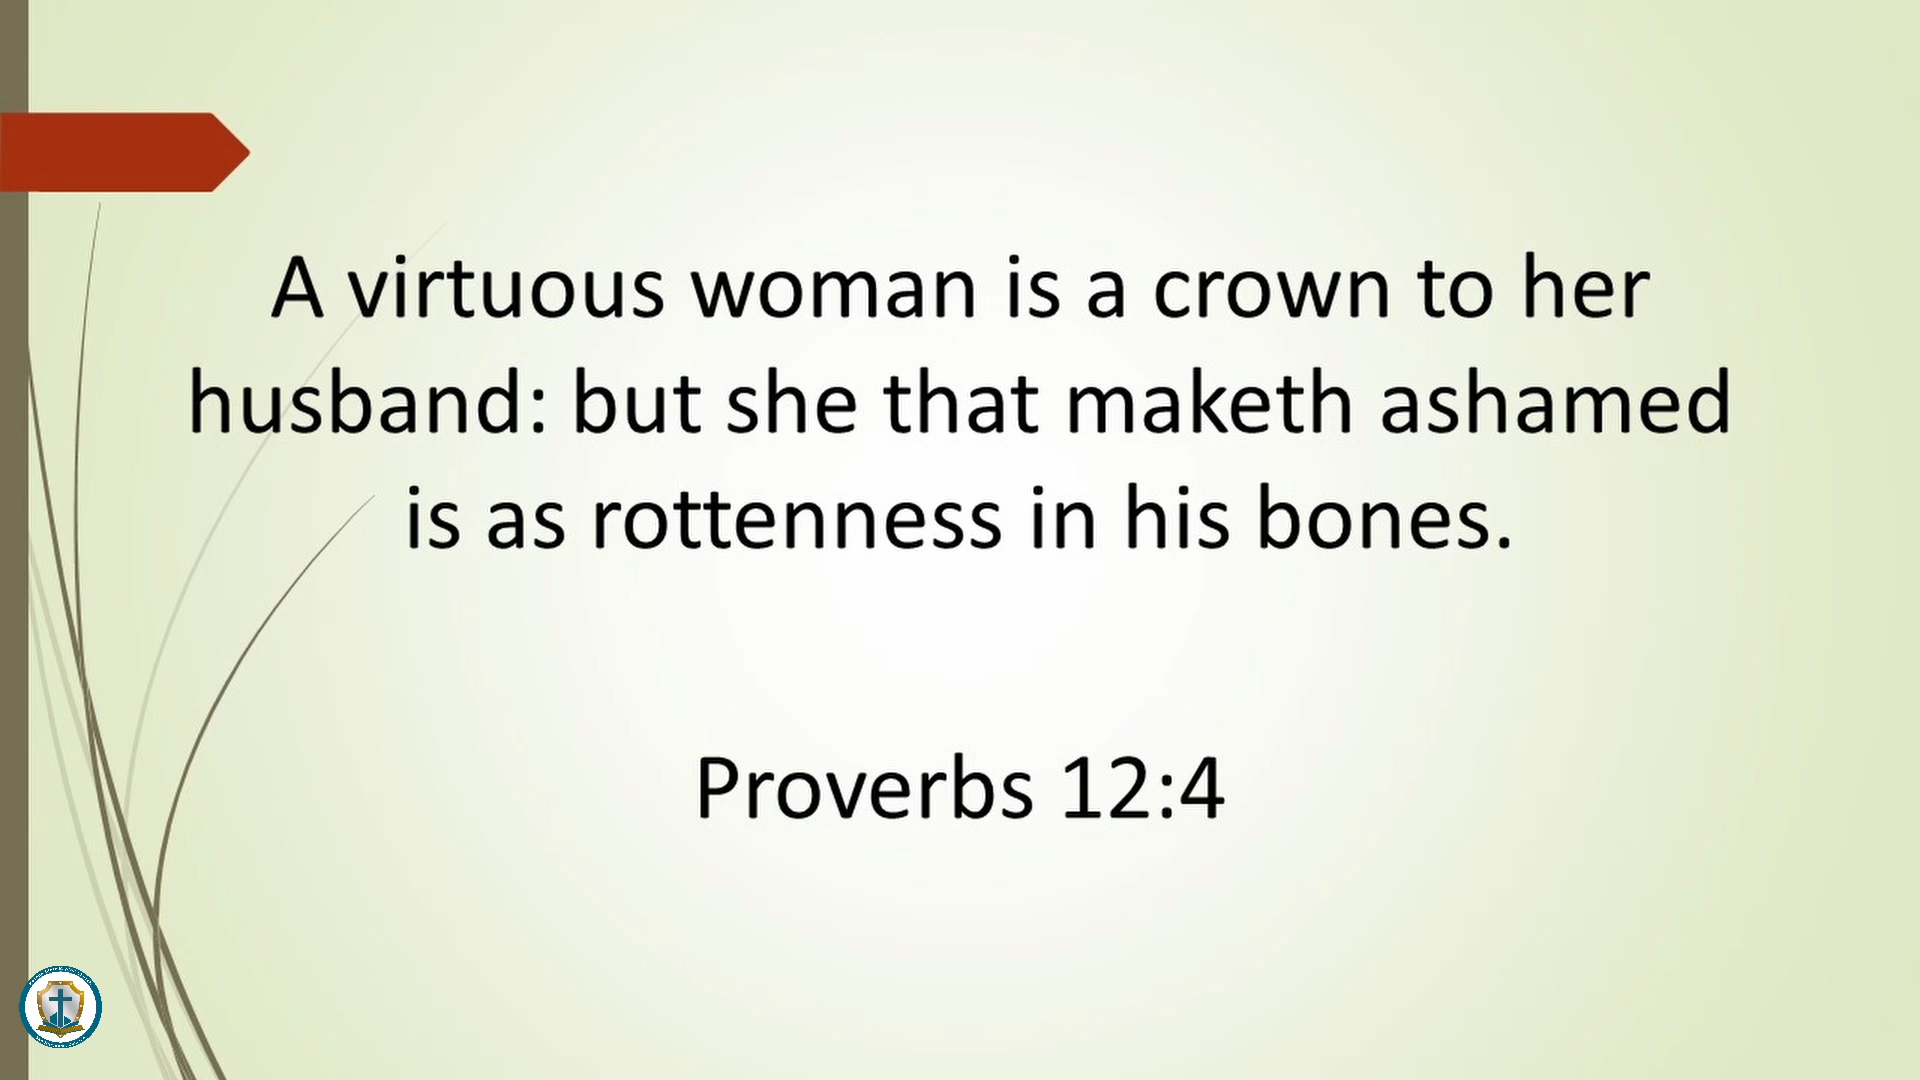 A virtuous woman is a crown to her
husband: but she that maketh ashamed
is as rottenness in his bones.
Proverbs 12:4